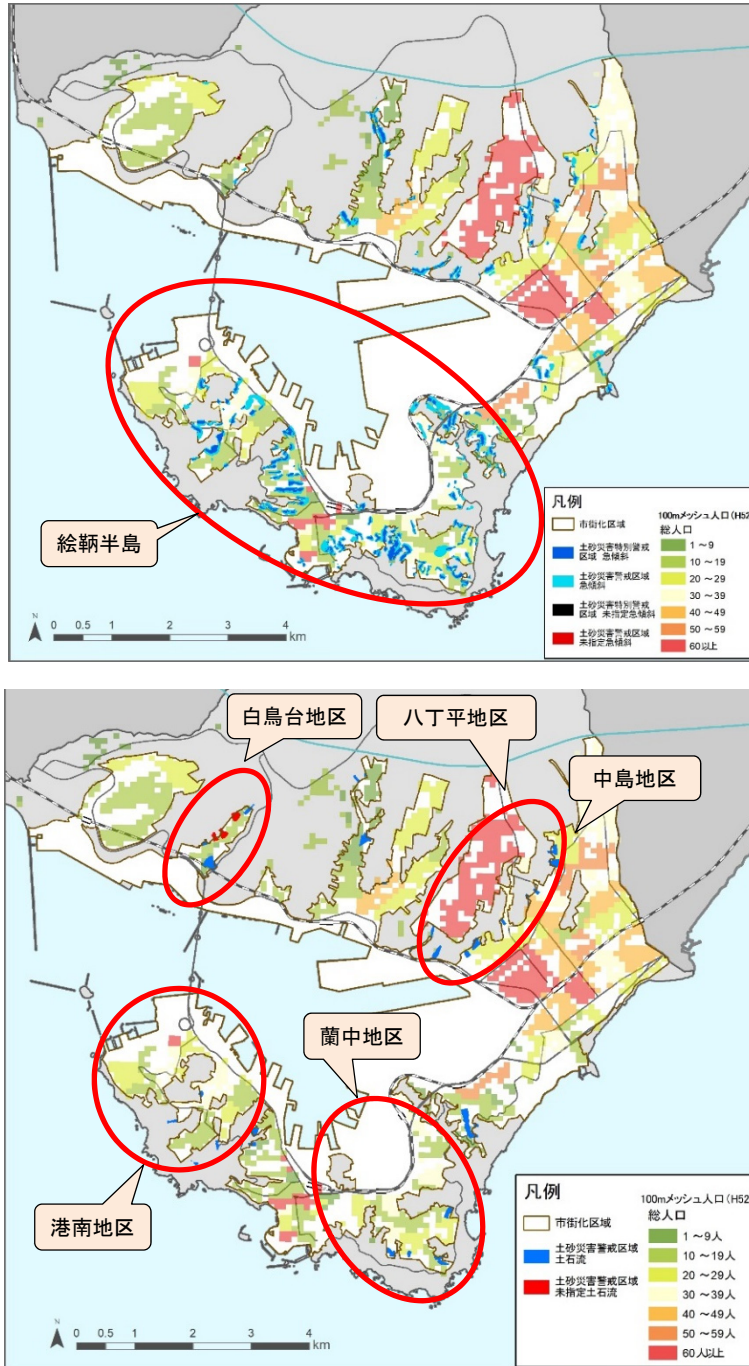 絵鞆半島
N
0 0.5 1 2 3 4
km
凡例
市街化区域
土砂災害特別警戒
区域 急傾斜
土砂災害警戒区域
急傾斜
土砂災害特別警戒
区域 未指定急傾斜
土砂災害警戒区域
未指定急傾斜
100mメッシュ人口(H52
総人口
1 ～9
10 ～19
20 ～29
30 ～39
40 ～49
50 ～59
60以上
白鳥台地区
八丁平地区
中島地区
蘭中地区
港南地区
N
0 0.5 1 2 3 4
km
凡例
市街化区域
土砂災害警戒区域
土石流
土砂災害警戒区域
未指定土石流
100mメッシュ人口(H52
総人口
1 ～9人
10 ～19人
20 ～29人
30 ～39人
40 ～49人
50 ～59人
60人以上